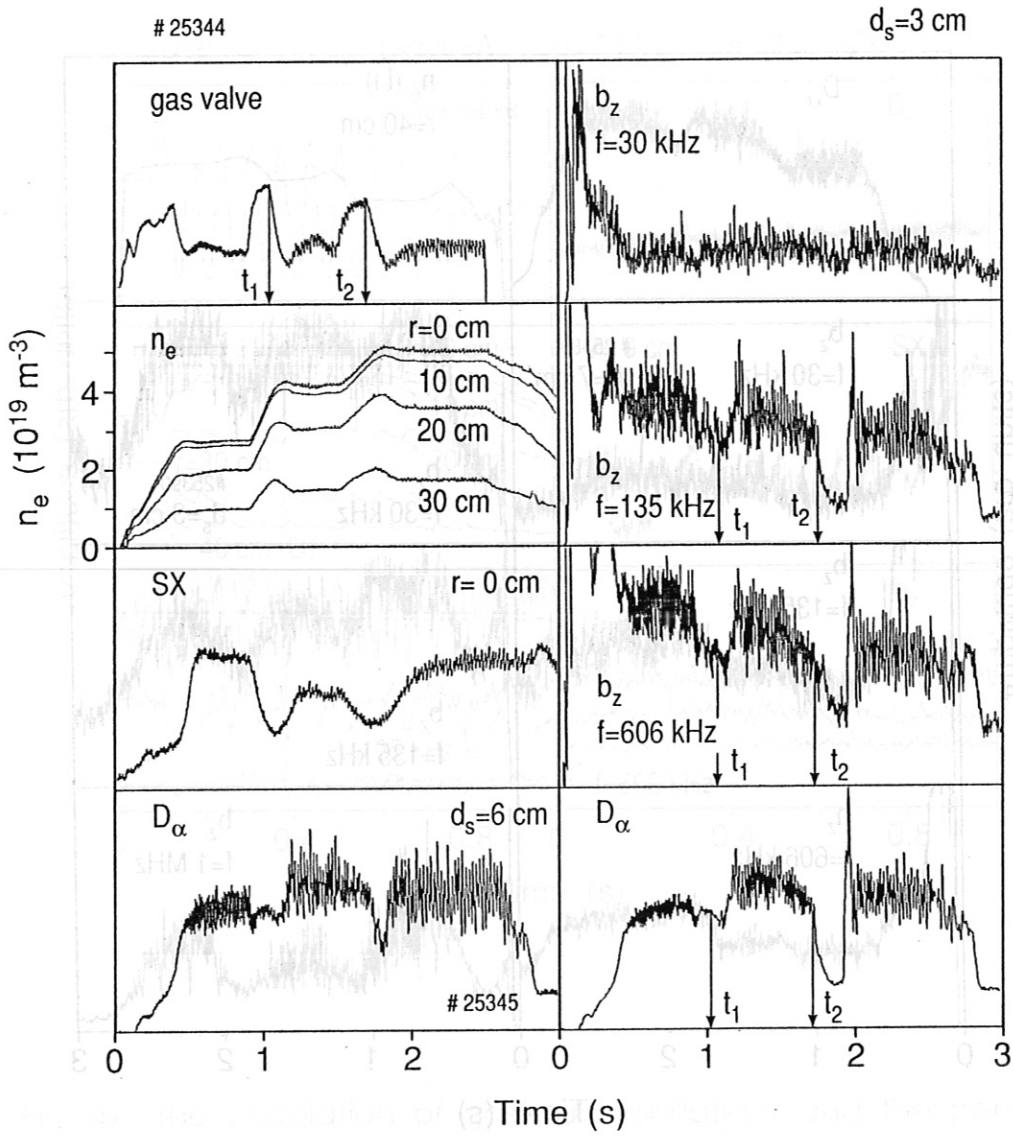 # 25344
d_s=3 cm
gas valve
t_1
t_2
b_z
f=30 kHz
n_e
r=0 cm
10 cm
20 cm
30 cm
n_e (10^19 m^-3)
4
2
0
b_z
f=135 kHz
t_1
t_2
SX
r= 0 cm
b_z
f=606 kHz
t_1
t_2
D_α
d_s=6 cm
# 25345
D_α
t_1
t_2
0
1
2
1
2
3
Time (s)